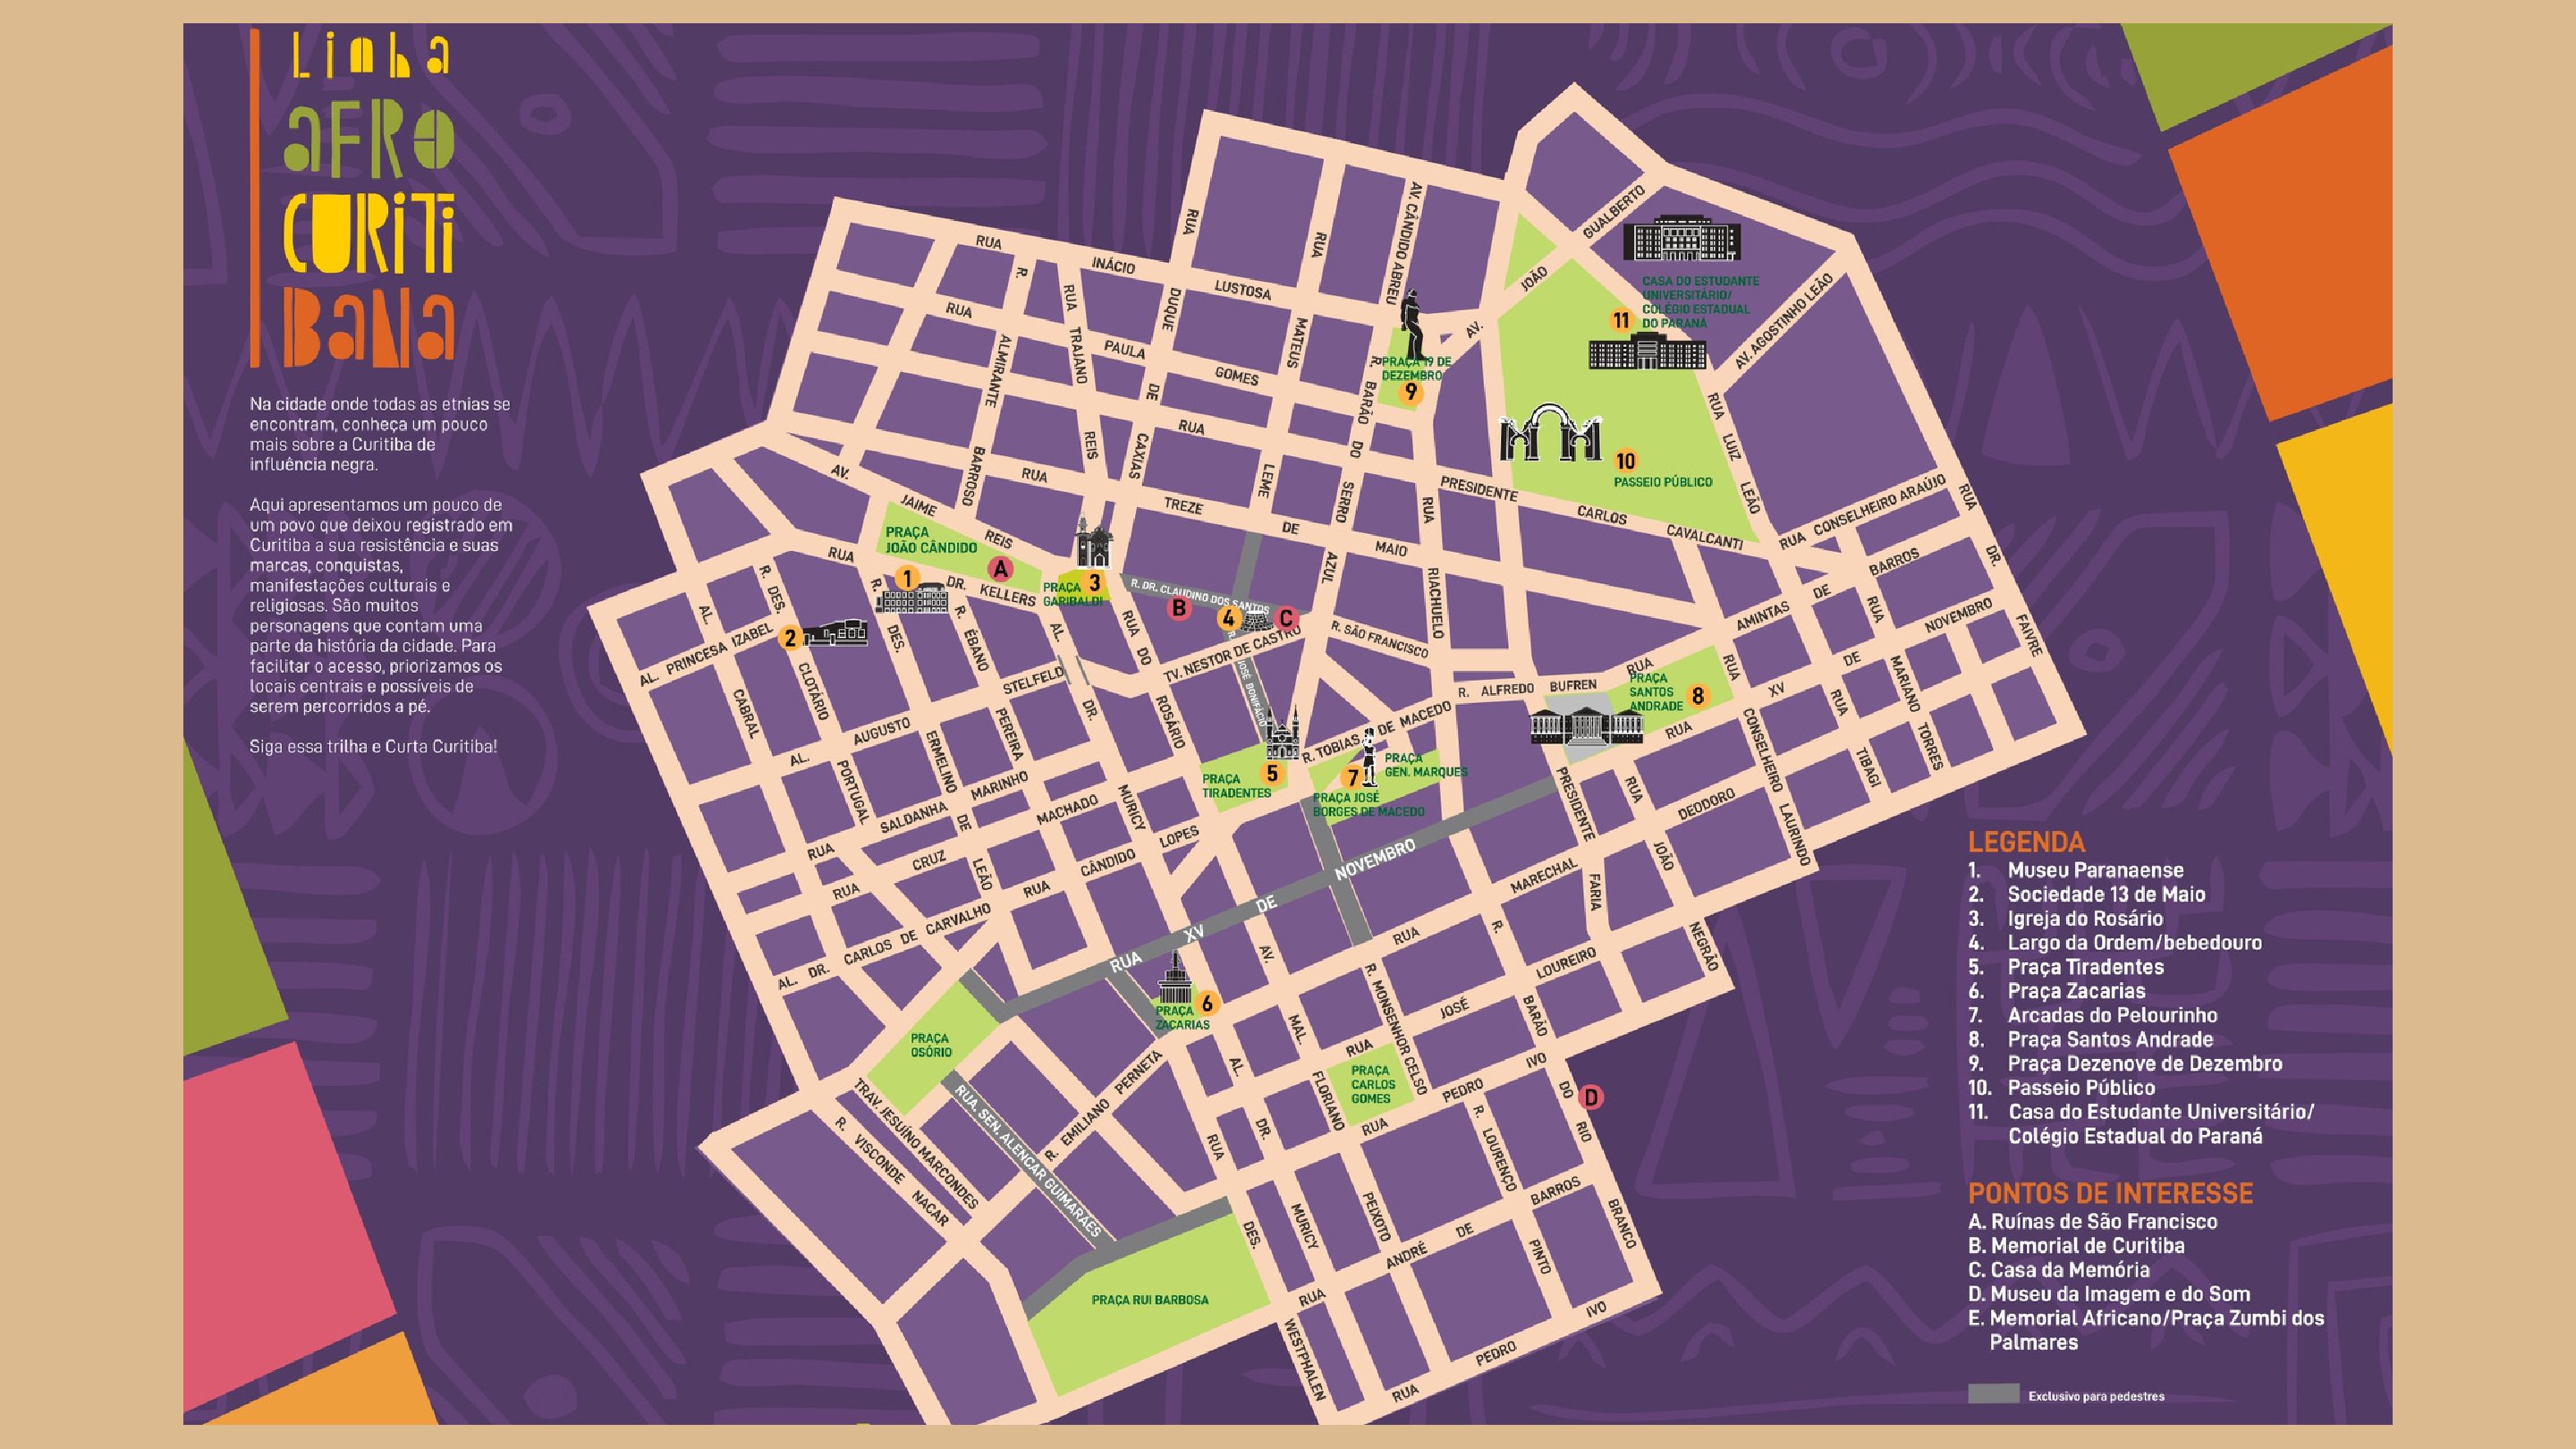 Linha
AFRO
CURiTi
BaNa
Na cidade onde todas as etnias se
encontram, conheça um pouco
mais sobre a Curitiba de
influência negra.
Aqui apresentamos um pouco de
um povo que deixou registrado em
Curitiba a sua resistência e suas
marcas, conquistas,
manifestações culturais e
religiosas. São muitos
personagens que contam uma
parte da história da cidade. Para
facilitar o acesso, priorizamos os
locais centrais e possíveis de
serem percorridos a pé.
Siga essa trilha e Curta Curitiba!
RUA INÁCIO LUSTOSA
RUA PAULA GOMES
RUA PRESIDENTE CARLOS CAVALCANTI
RUA TREZE DE MAIO
AV. JAIME REIS
R. ALMIRANTE BARROSO
RUA TRAJANO REIS
RUA DUQUE DE CAXIAS
RUA MATEUS LEME
AV. CÂNDIDO ABREU
R. BARÃO DO SERRO AZUL
RUA RIACHUELO
AV. JOÃO GUALBERTO
AV. AGOSTINHO LEÃO
RUA LUIZ LEÃO
RUA CONSELHEIRO ARAÚJO
RUA DR. FAIVRE
RUA AMINTAS DE BARROS
RUA XV DE NOVEMBRO
RUA MARIANO TORRES
RUA TIBAGI
RUA CONSELHEIRO LAURINDO
RUA JOÃO NEGRÃO
PRESIDENTE FARIA
RUA MARECHAL DEODORO
CASA DO ESTUDANTE
UNIVERSITÁRIO/
COLÉGIO ESTADUAL
DO PARANÁ
11
PRAÇA 19 DE
DEZEMBRO
9
10
PASSEIO PÚBLICO
PRAÇA
JOÃO CÂNDIDO
A
1
RUA DR. KELLERS
PRAÇA
GARIBALDI
3
R. DR. CLAUDINO DOS SANTOS
B
4
C
TV. NESTOR DE CASTRO
R. SÃO FRANCISCO
R. JOSÉ BONIFÁCIO
2
AL. PRINCESA IZABEL
AL. CABRAL
R. DES. CLOTÁRIO PORTUGAL
R. DES. ERMELINO DE LEÃO
R. ÉBANO PEREIRA
AL. DR. MURICY
RUA DO ROSÁRIO
AL. AUGUSTO STELFELD
RUA SALDANHA MARINHO
RUA CRUZ MACHADO
RUA CÂNDIDO LOPES
AL. DR. CARLOS DE CARVALHO
R. ALFREDO BUFREN
PRAÇA
SANTOS
ANDRADE
8
R. TOBIAS DE MACEDO
5
PRAÇA
TIRADENTES
7
PRAÇA
GEN. MARQUES
PRAÇA JOSÉ
BORGES DE MACEDO
RUA XV DE NOVEMBRO
6
PRAÇA
ZACARIAS
PRAÇA
OSÓRIO
PRAÇA
CARLOS
GOMES
AV. MAL. FLORIANO PEIXOTO
R. MONSENHOR CELSO
R. BARÃO DO RIO BRANCO
D
RUA JOSÉ LOUREIRO
RUA PEDRO IVO
R. LOURENÇO PINTO
RUA ANDRÉ DE BARROS
RUA PEDRO IVO
AL. DR. MURICY
RUA DES. WESTPHALEN
R. EMILIANO PERNETA
RUA. SEN. ALENCAR GUIMARÃES
TRAV. JESUÍNO MARCONDES
R. VISCONDE NACAR
PRAÇA RUI BARBOSA
LEGENDA
1. Museu Paranaense
2. Sociedade 13 de Maio
3. Igreja do Rosário
4. Largo da Ordem/bebedouro
5. Praça Tiradentes
6. Praça Zacarias
7. Arcadas do Pelourinho
8. Praça Santos Andrade
9. Praça Dezenove de Dezembro
10. Passeio Público
11. Casa do Estudante Universitário/
Colégio Estadual do Paraná
PONTOS DE INTERESSE
A. Ruínas de São Francisco
B. Memorial de Curitiba
C. Casa da Memória
D. Museu da Imagem e do Som
E. Memorial Africano/Praça Zumbi dos
Palmares
Exclusivo para pedestres